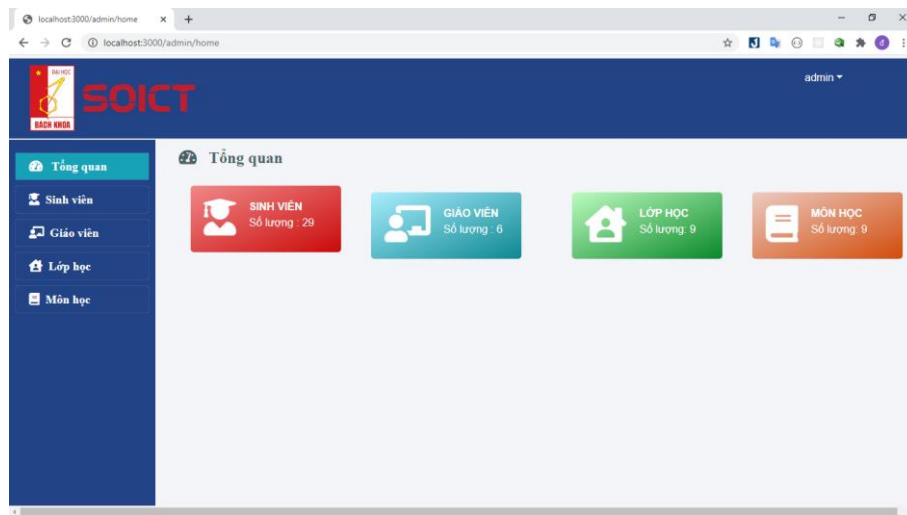 localhost:3000/admin/home
localhost:3000/admin/home
ĐẠI HỌC
BÁCH KHOA
SOICT
admin
Tổng quan
Sinh viên
Giáo viên
Lớp học
Môn học
Tổng quan
SINH VIÊN
Số lượng : 29
GIÁO VIÊN
Số lượng : 6
LỚP HỌC
Số lượng: 9
MÔN HỌC
Số lượng: 9